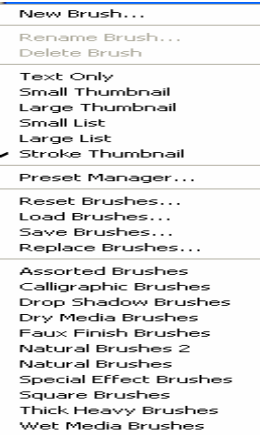 New Brush...
Rename Brush...
Delete Brush
Text Only
Small Thumbnail
Large Thumbnail
Small List
Large List
Stroke Thumbnail
Preset Manager...
Reset Brushes...
Load Brushes...
Save Brushes...
Replace Brushes...
Assorted Brushes
Calligraphic Brushes
Drop Shadow Brushes
Dry Media Brushes
Faux Finish Brushes
Natural Brushes 2
Natural Brushes
Special Effect Brushes
Square Brushes
Thick Heavy Brushes
Wet Media Brushes